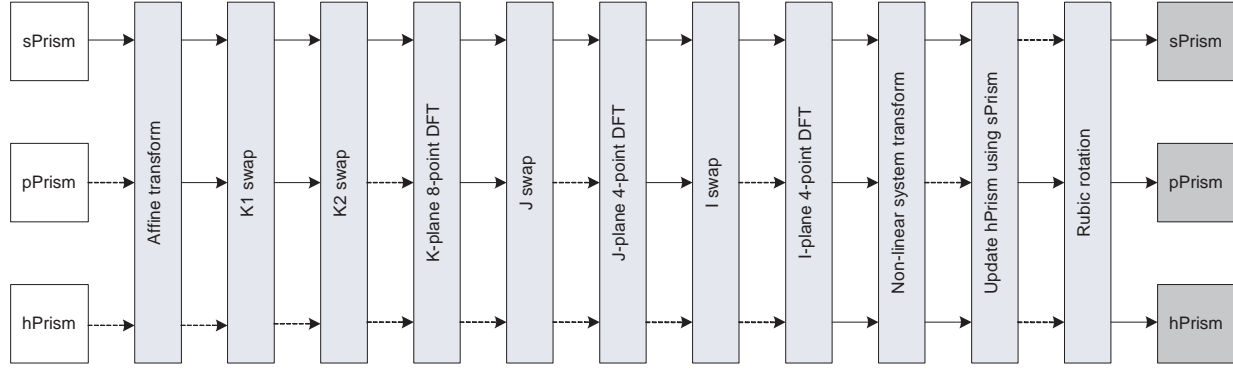 sPrism
pPrism
hPrism
Affine transform
K1 swap
K2 swap
K-plane 8-point DFT
J swap
J-plane 4-point DFT
I swap
I-plane 4-point DFT
Non-linear system transform
Update hPrism using sPrism
Rubic rotation
sPrism
pPrism
hPrism